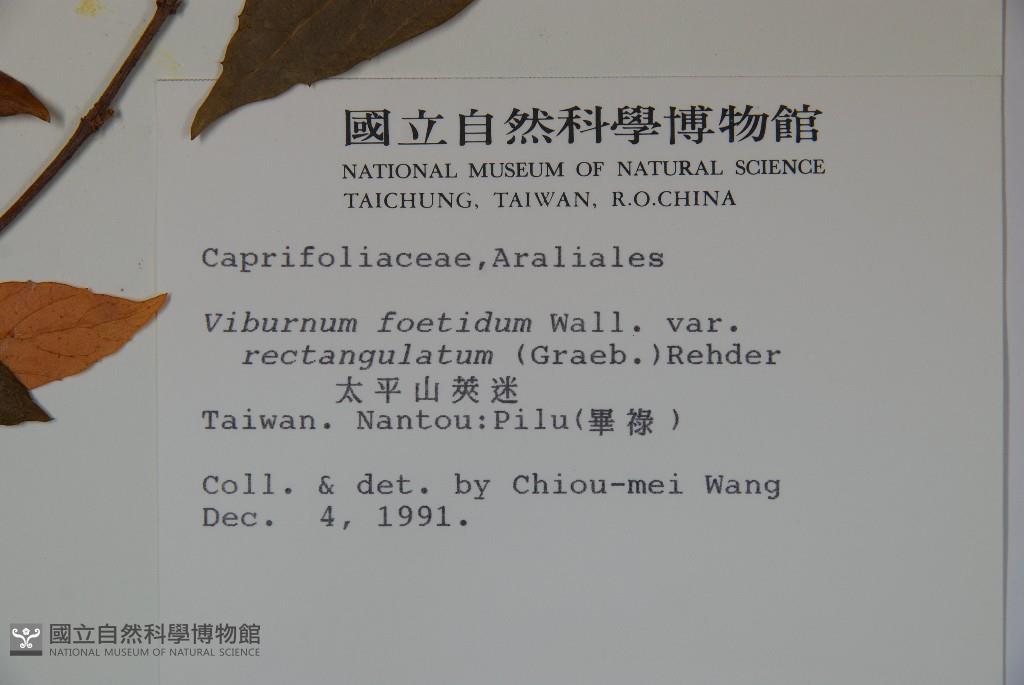 國立自然科學博物館
NATIONAL MUSEUM OF NATURAL SCIENCE
TAICHUNG, TAIWAN, R.O.CHINA
Caprifoliaceae,Araliales
Viburnum foetidum Wall. var.
rectangulatum (Graeb.)Rehder
太平山莢迷
Taiwan. Nantou:Pilu(畢祿)
Coll. & det. by Chiou-mei Wang
Dec. 4, 1991.
國立自然科學博物館
NATIONAL MUSEUM OF NATURAL SCIENCE